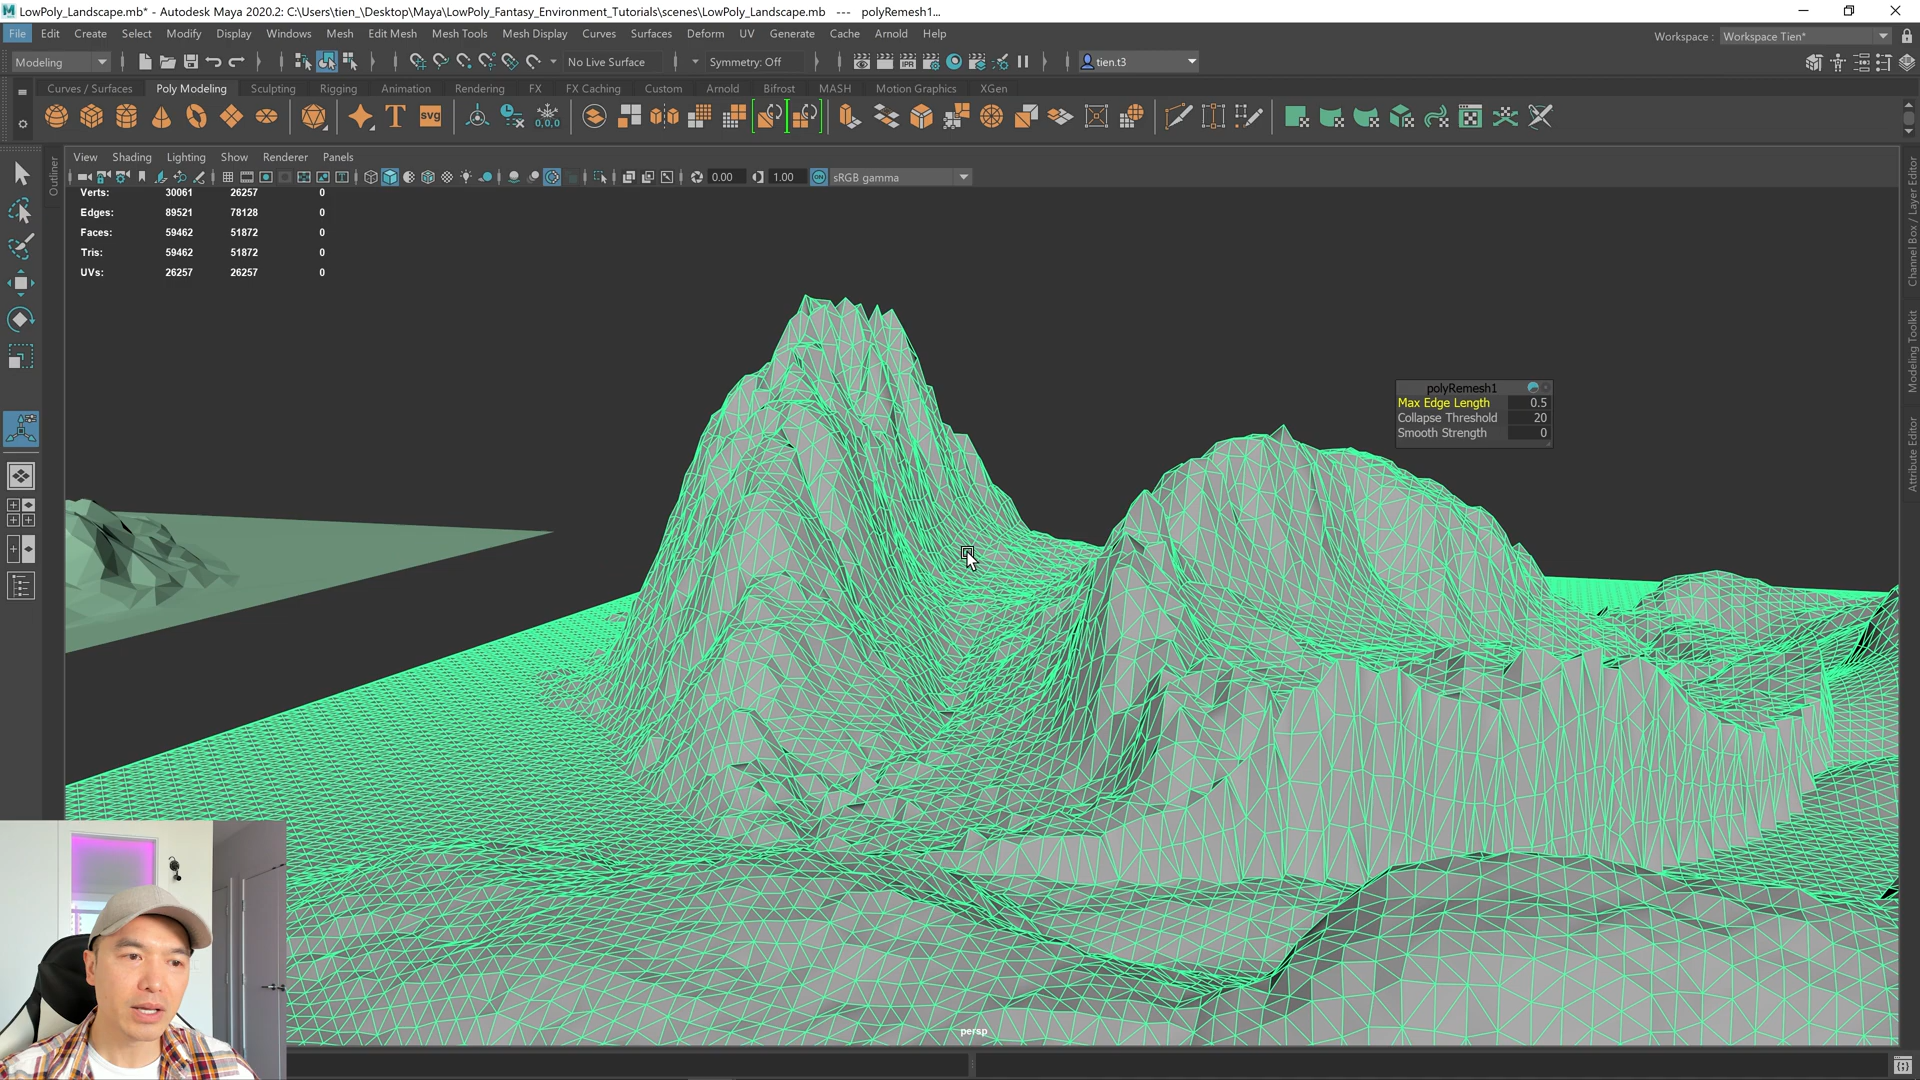 LowPoly_Landscape.mb* - Autodesk Maya 2020.2: C:\Users\tien_\Desktop\Maya\LowPoly_Fantasy_Environment_Tutorials\scenes\LowPoly_Landscape.mb   ---   polyRemesh1...
File Edit Create Select Modify Display Windows Mesh Edit Mesh Mesh Tools Mesh Display Curves Surfaces Deform UV Generate Cache Arnold Help
Workspace : Workspace Tien*
Modeling No Live Surface Symmetry: Off tien.t3
Curves / Surfaces Poly Modeling Sculpting Rigging Animation Rendering FX FX Caching Custom Arnold Bifrost MASH Motion Graphics XGen
T svg 0,0,0
View Shading Lighting Show Renderer Panels
0.00 1.00 ON sRGB gamma
Verts: 30061 26257 0
Edges: 89521 78128 0
Faces: 59462 51872 0
Tris: 59462 51872 0
UVs: 26257 26257 0
Outliner
polyRemesh1
Max Edge Length 0.5
Collapse Threshold 20
Smooth Strength 0
Channel Box / Layer Editor
Modeling Toolkit
Attribute Editor
persp